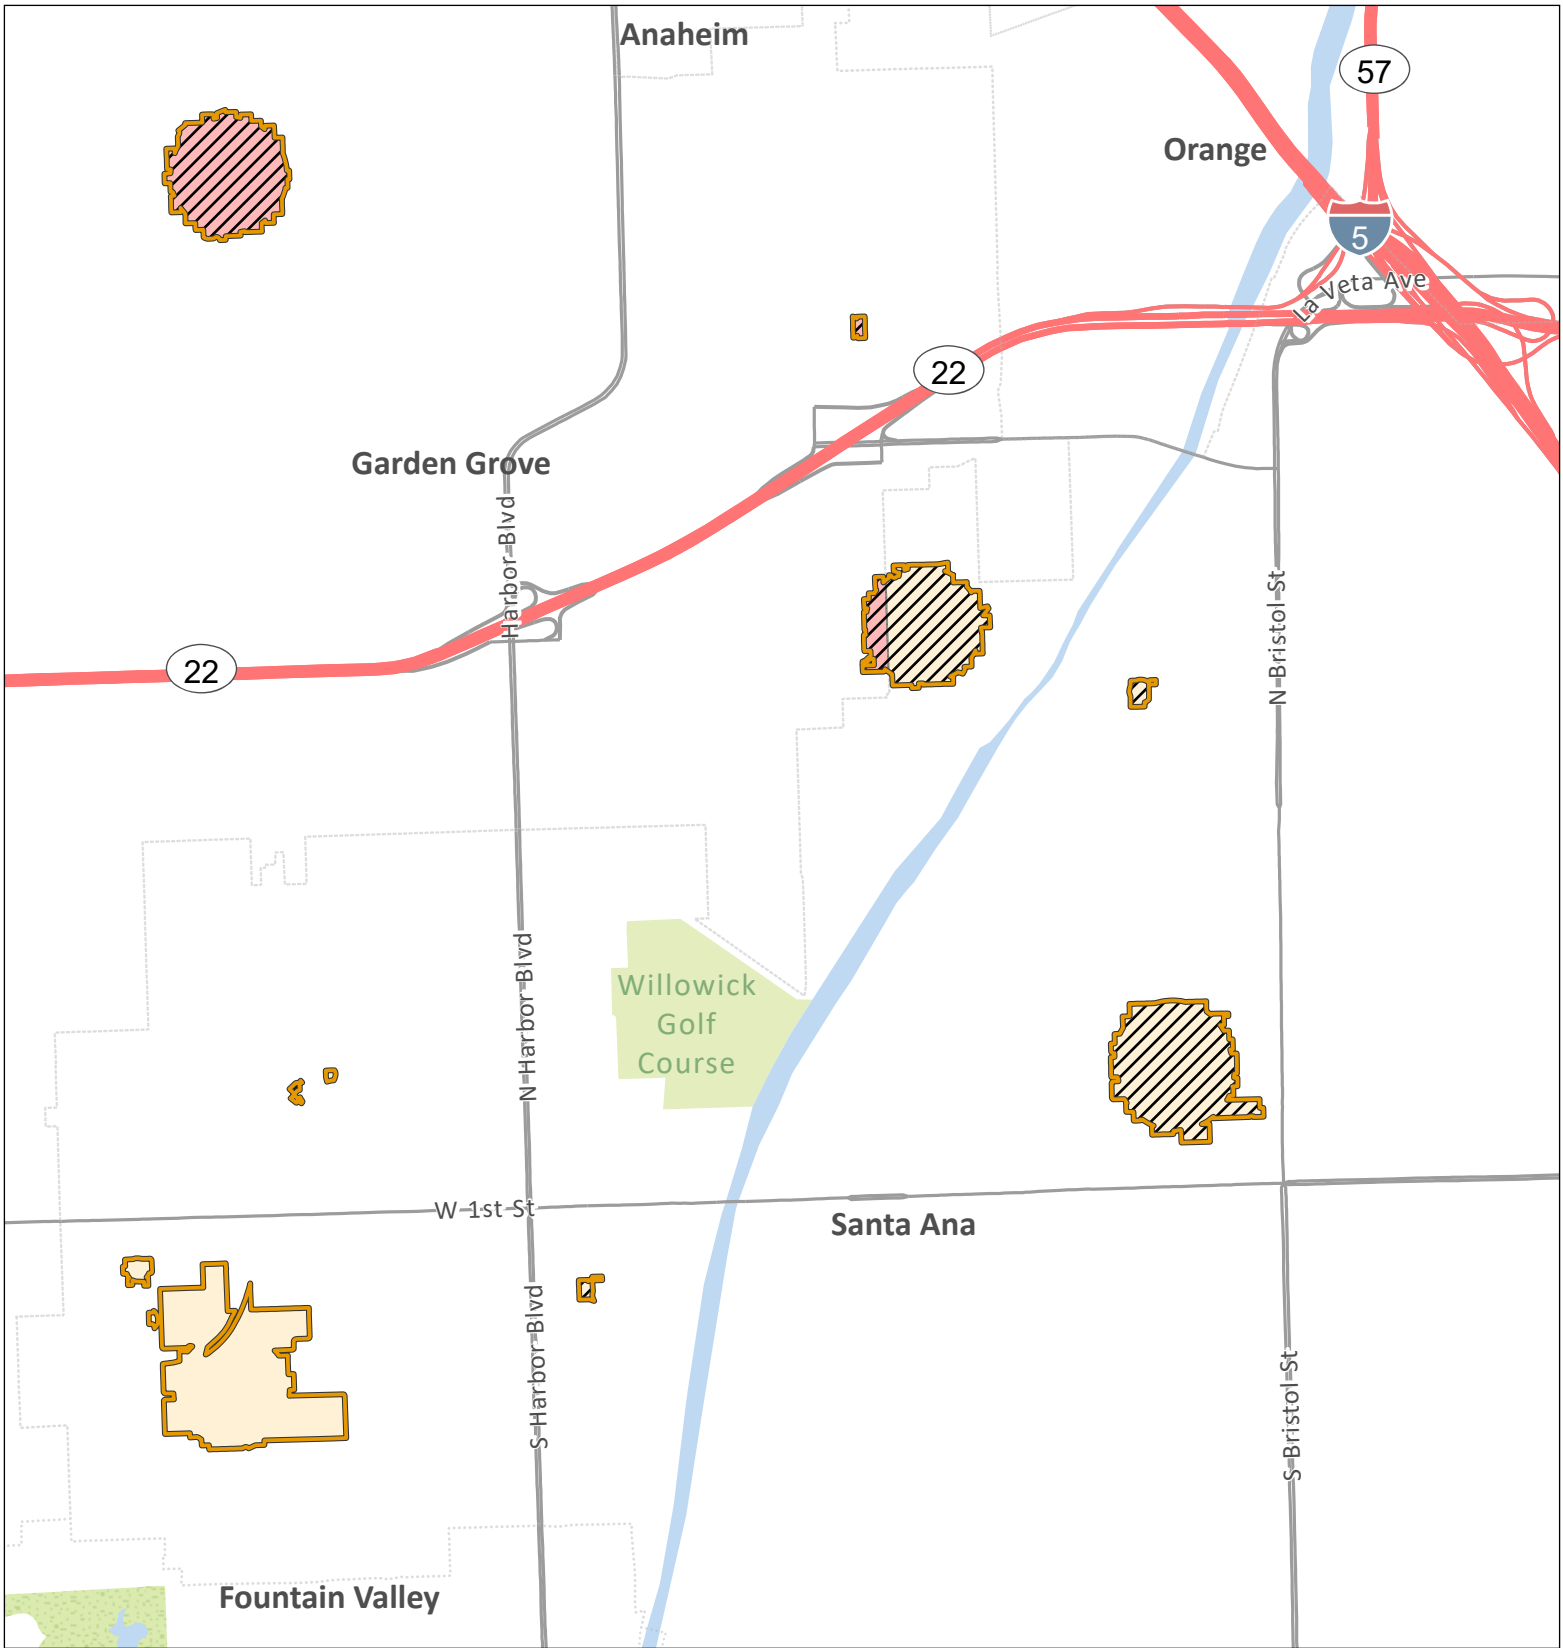 Anaheim
57
Orange
5
La Veta Ave
22
Garden Grove
Harbor Blvd
N Bristol St
22
Willowick
Golf
Course
N Harbor Blvd
W 1st St
Santa Ana
S Harbor Blvd
S Bristol St
Fountain Valley